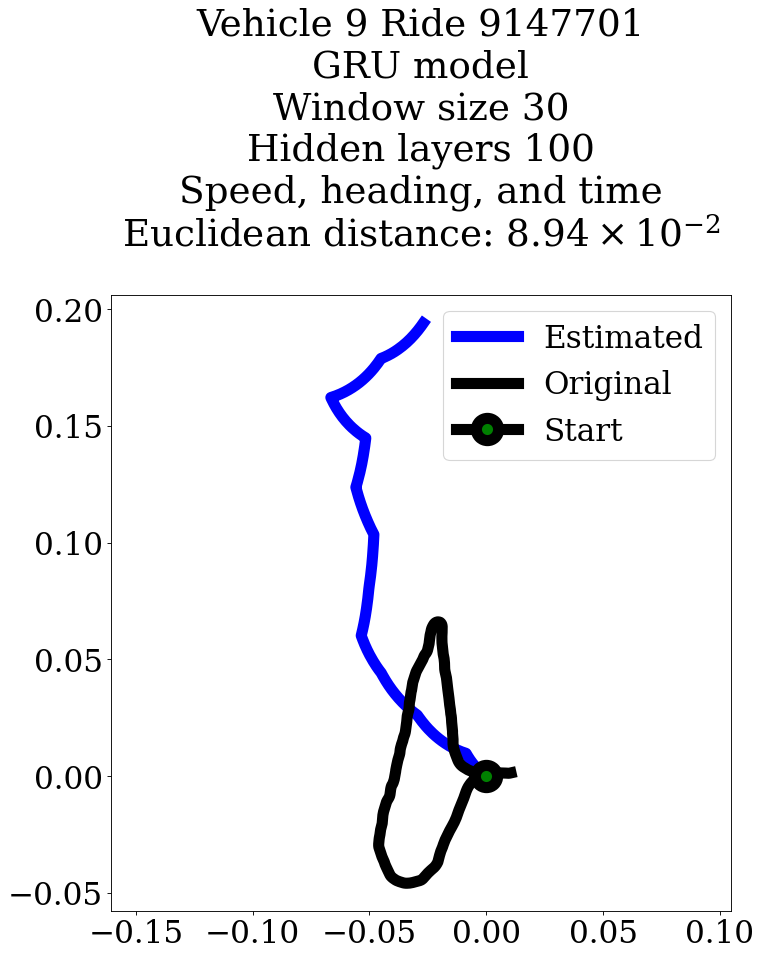 Vehicle 9 Ride 9147701
GRU model
Window size 30
Hidden layers 100
Speed, heading, and time
Euclidean distance: 8.94 × 10⁻²
0.20
0.15
0.10
0.05
0.00
−0.05
Estimated
Original
Start
−0.15 −0.10 −0.05 0.00 0.05 0.10